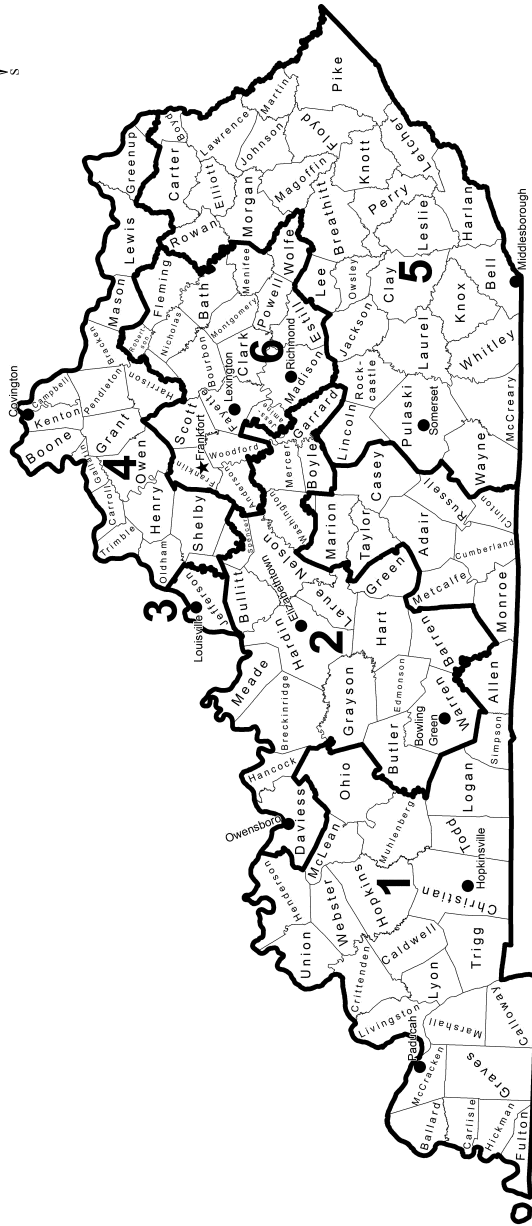 S
Covington
Boone
Kenton
Campbell
Gallatin
Grant
Pendleton
Bracken
Mason
Lewis
Greenup
Carroll
Trimble
Owen
4
Harrison
Robert-
son
Fleming
Carter
Boyd
Oldham
Henry
Shelby
Scott
Nicholas
Bath
Rowan
Elliott
Lawrence
3
Louisville
Jefferson
Spencer
Franklin
Frankfort
Woodford
Bourbon
Lexington
Fayette
Montgomery
Menifee
Morgan
Johnson
Martin
Bullitt
Anderson
Clark
6
Powell
Wolfe
Magoffin
Floyd
Pike
Meade
Nelson
Washington
Mercer
Madison
Richmond
Estill
Lee
Breathitt
Knott
Hancock
Breckinridge
Hardin
Elizabethtown
Larue
2
Marion
Boyle
Garrard
Lincoln
Rock-
castle
Jackson
Owsley
Perry
Letcher
Owensboro
Daviess
Ohio
Grayson
Hart
Green
Taylor
Casey
Pulaski
Somerset
Laurel
Clay
5
Leslie
Harlan
Henderson
McLean
Butler
Edmonson
Barren
Metcalfe
Adair
Russell
Wayne
McCreary
Whitley
Knox
Bell
Middlesborough
Union
Webster
Hopkins
1
Muhlenberg
Bowling
Green
Warren
Allen
Monroe
Cumberland
Clinton
Crittenden
Caldwell
Christian
Hopkinsville
Todd
Logan
Simpson
Livingston
Lyon
Trigg
Paducah
McCracken
Marshall
Calloway
Graves
Ballard
Carlisle
Hickman
Fulton